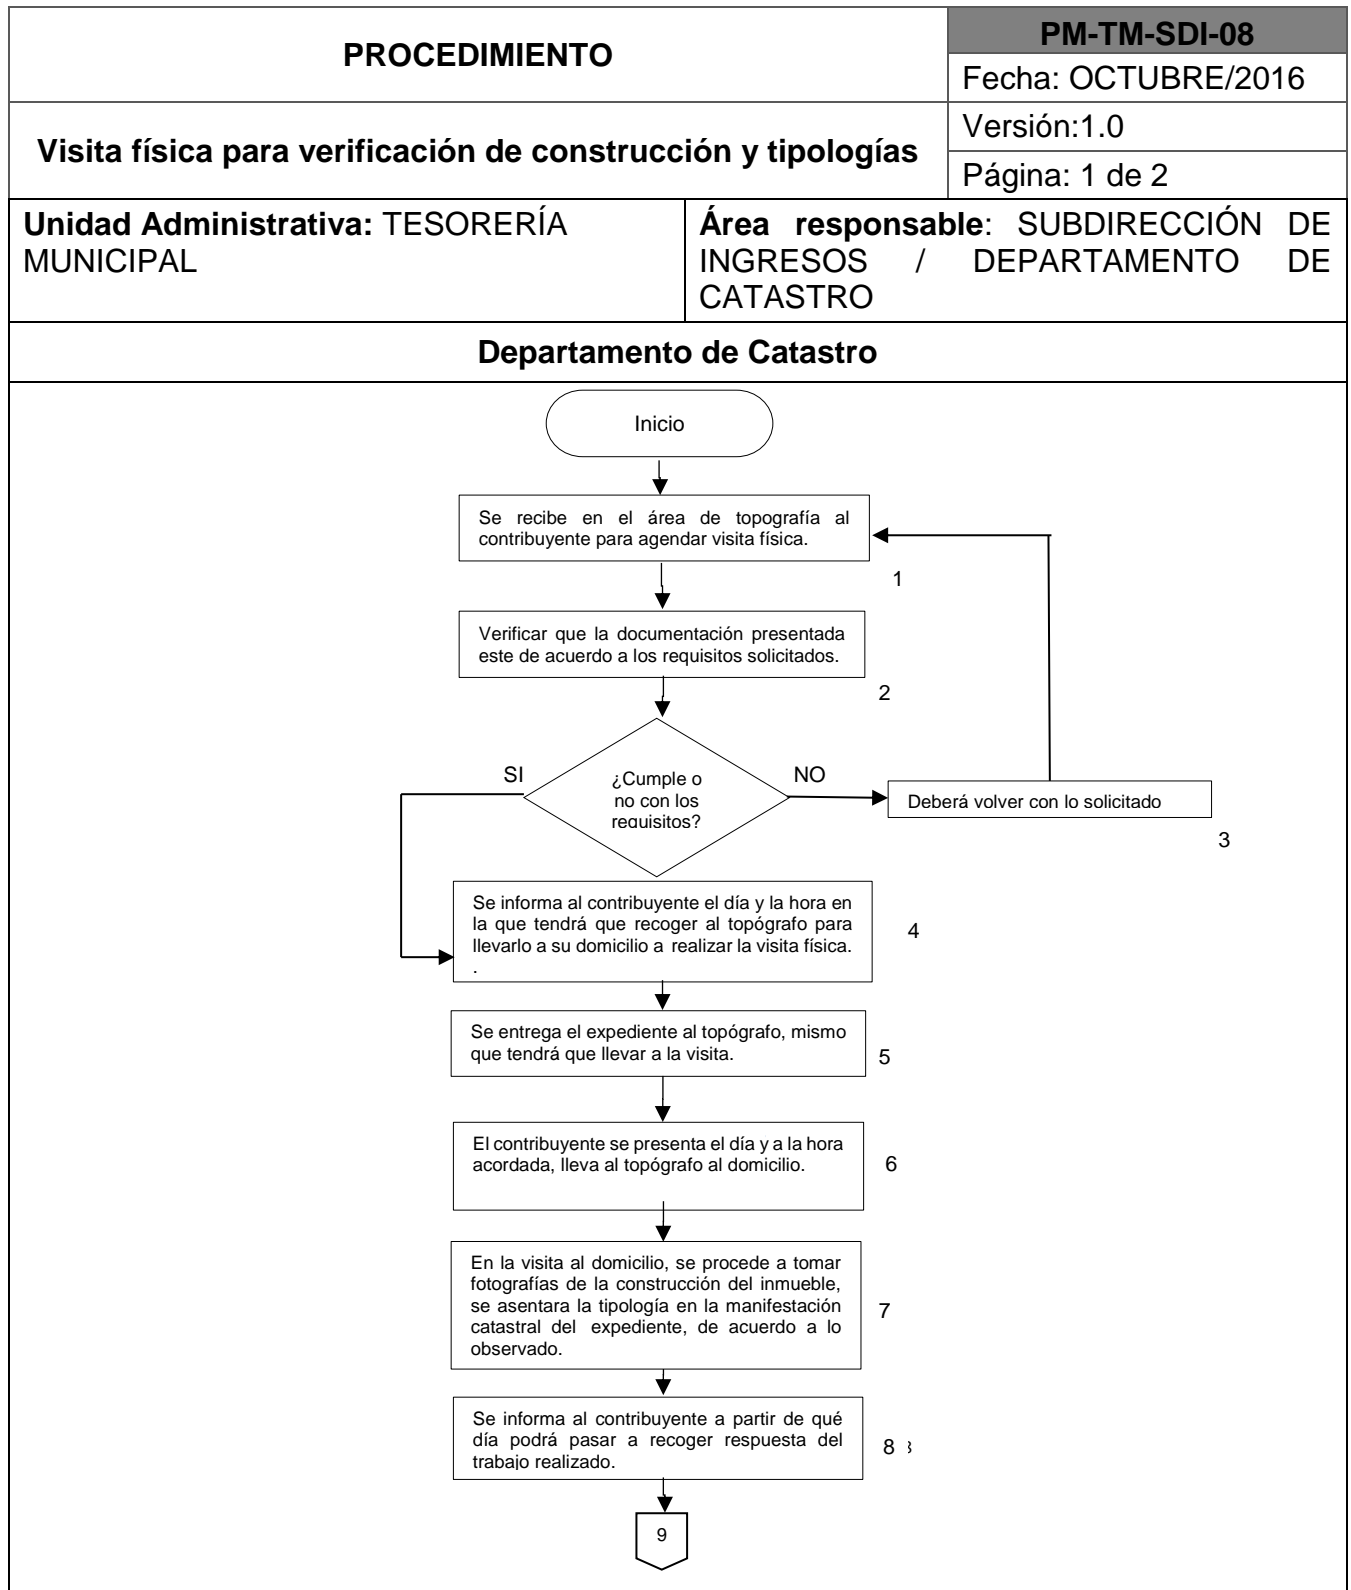 PROCEDIMIENTO
PM-TM-SDI-08
Fecha: OCTUBRE/2016
Visita física para verificación de construcción y tipologías
Versión:1.0
Página: 1 de 2
Unidad Administrativa: TESORERÍA
MUNICIPAL
Área responsable: SUBDIRECCIÓN DE
INGRESOS / DEPARTAMENTO DE
CATASTRO
Departamento de Catastro
Inicio
Se recibe en el área de topografía al
contribuyente para agendar visita física.
1
Verificar que la documentación presentada
este de acuerdo a los requisitos solicitados.
2
SI
¿Cumple o
no con los
requisitos?
NO
Deberá volver con lo solicitado
3
Se informa al contribuyente el día y la hora en
la que tendrá que recoger al topógrafo para
llevarlo a su domicilio a realizar la visita física.
.
4
Se entrega el expediente al topógrafo, mismo
que tendrá que llevar a la visita.
5
El contribuyente se presenta el día y a la hora
acordada, lleva al topógrafo al domicilio.
6
En la visita al domicilio, se procede a tomar
fotografías de la construcción del inmueble,
se asentara la tipología en la manifestación
catastral del expediente, de acuerdo a lo
observado.
7
Se informa al contribuyente a partir de qué
día podrá pasar a recoger respuesta del
trabajo realizado.
8
9